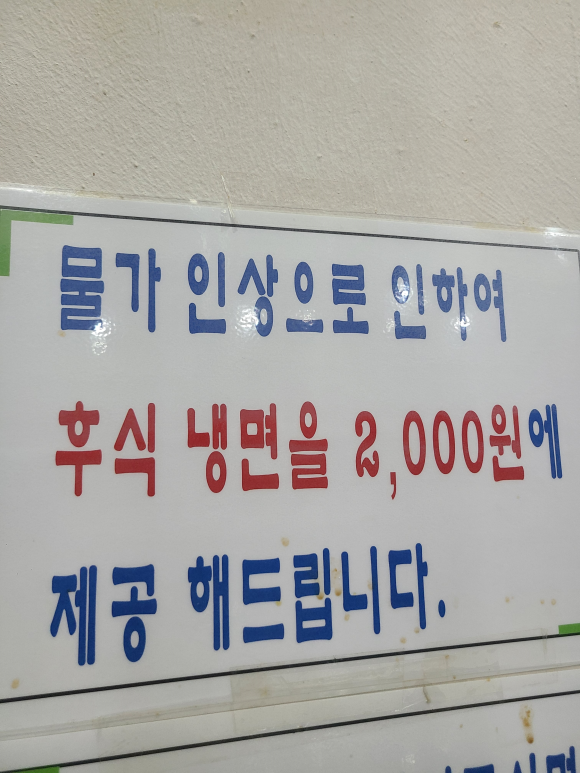 물가 인상으로 인하여
후식 냉면을 2,000원에
제공 해드립니다.